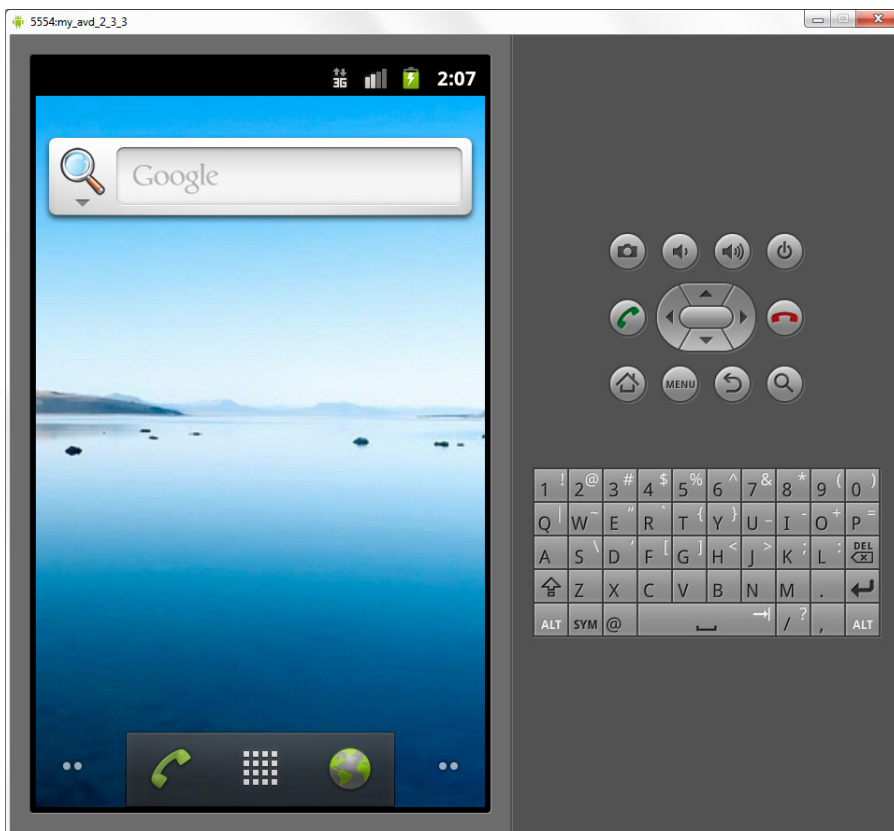 5554:my_avd_2_3_3
3G 2:07
Google
MENU
1 ! 2 @ 3 # 4 $ 5 % 6 ^ 7 & 8 * 9 ( 0 )
Q | W ~ E “ R ` T { Y } U _ I - O + P =
A S \ D ‘ F [ G ] H < J > K ; L : DEL
Z X C V B N M .
ALT SYM @ / ? , ALT